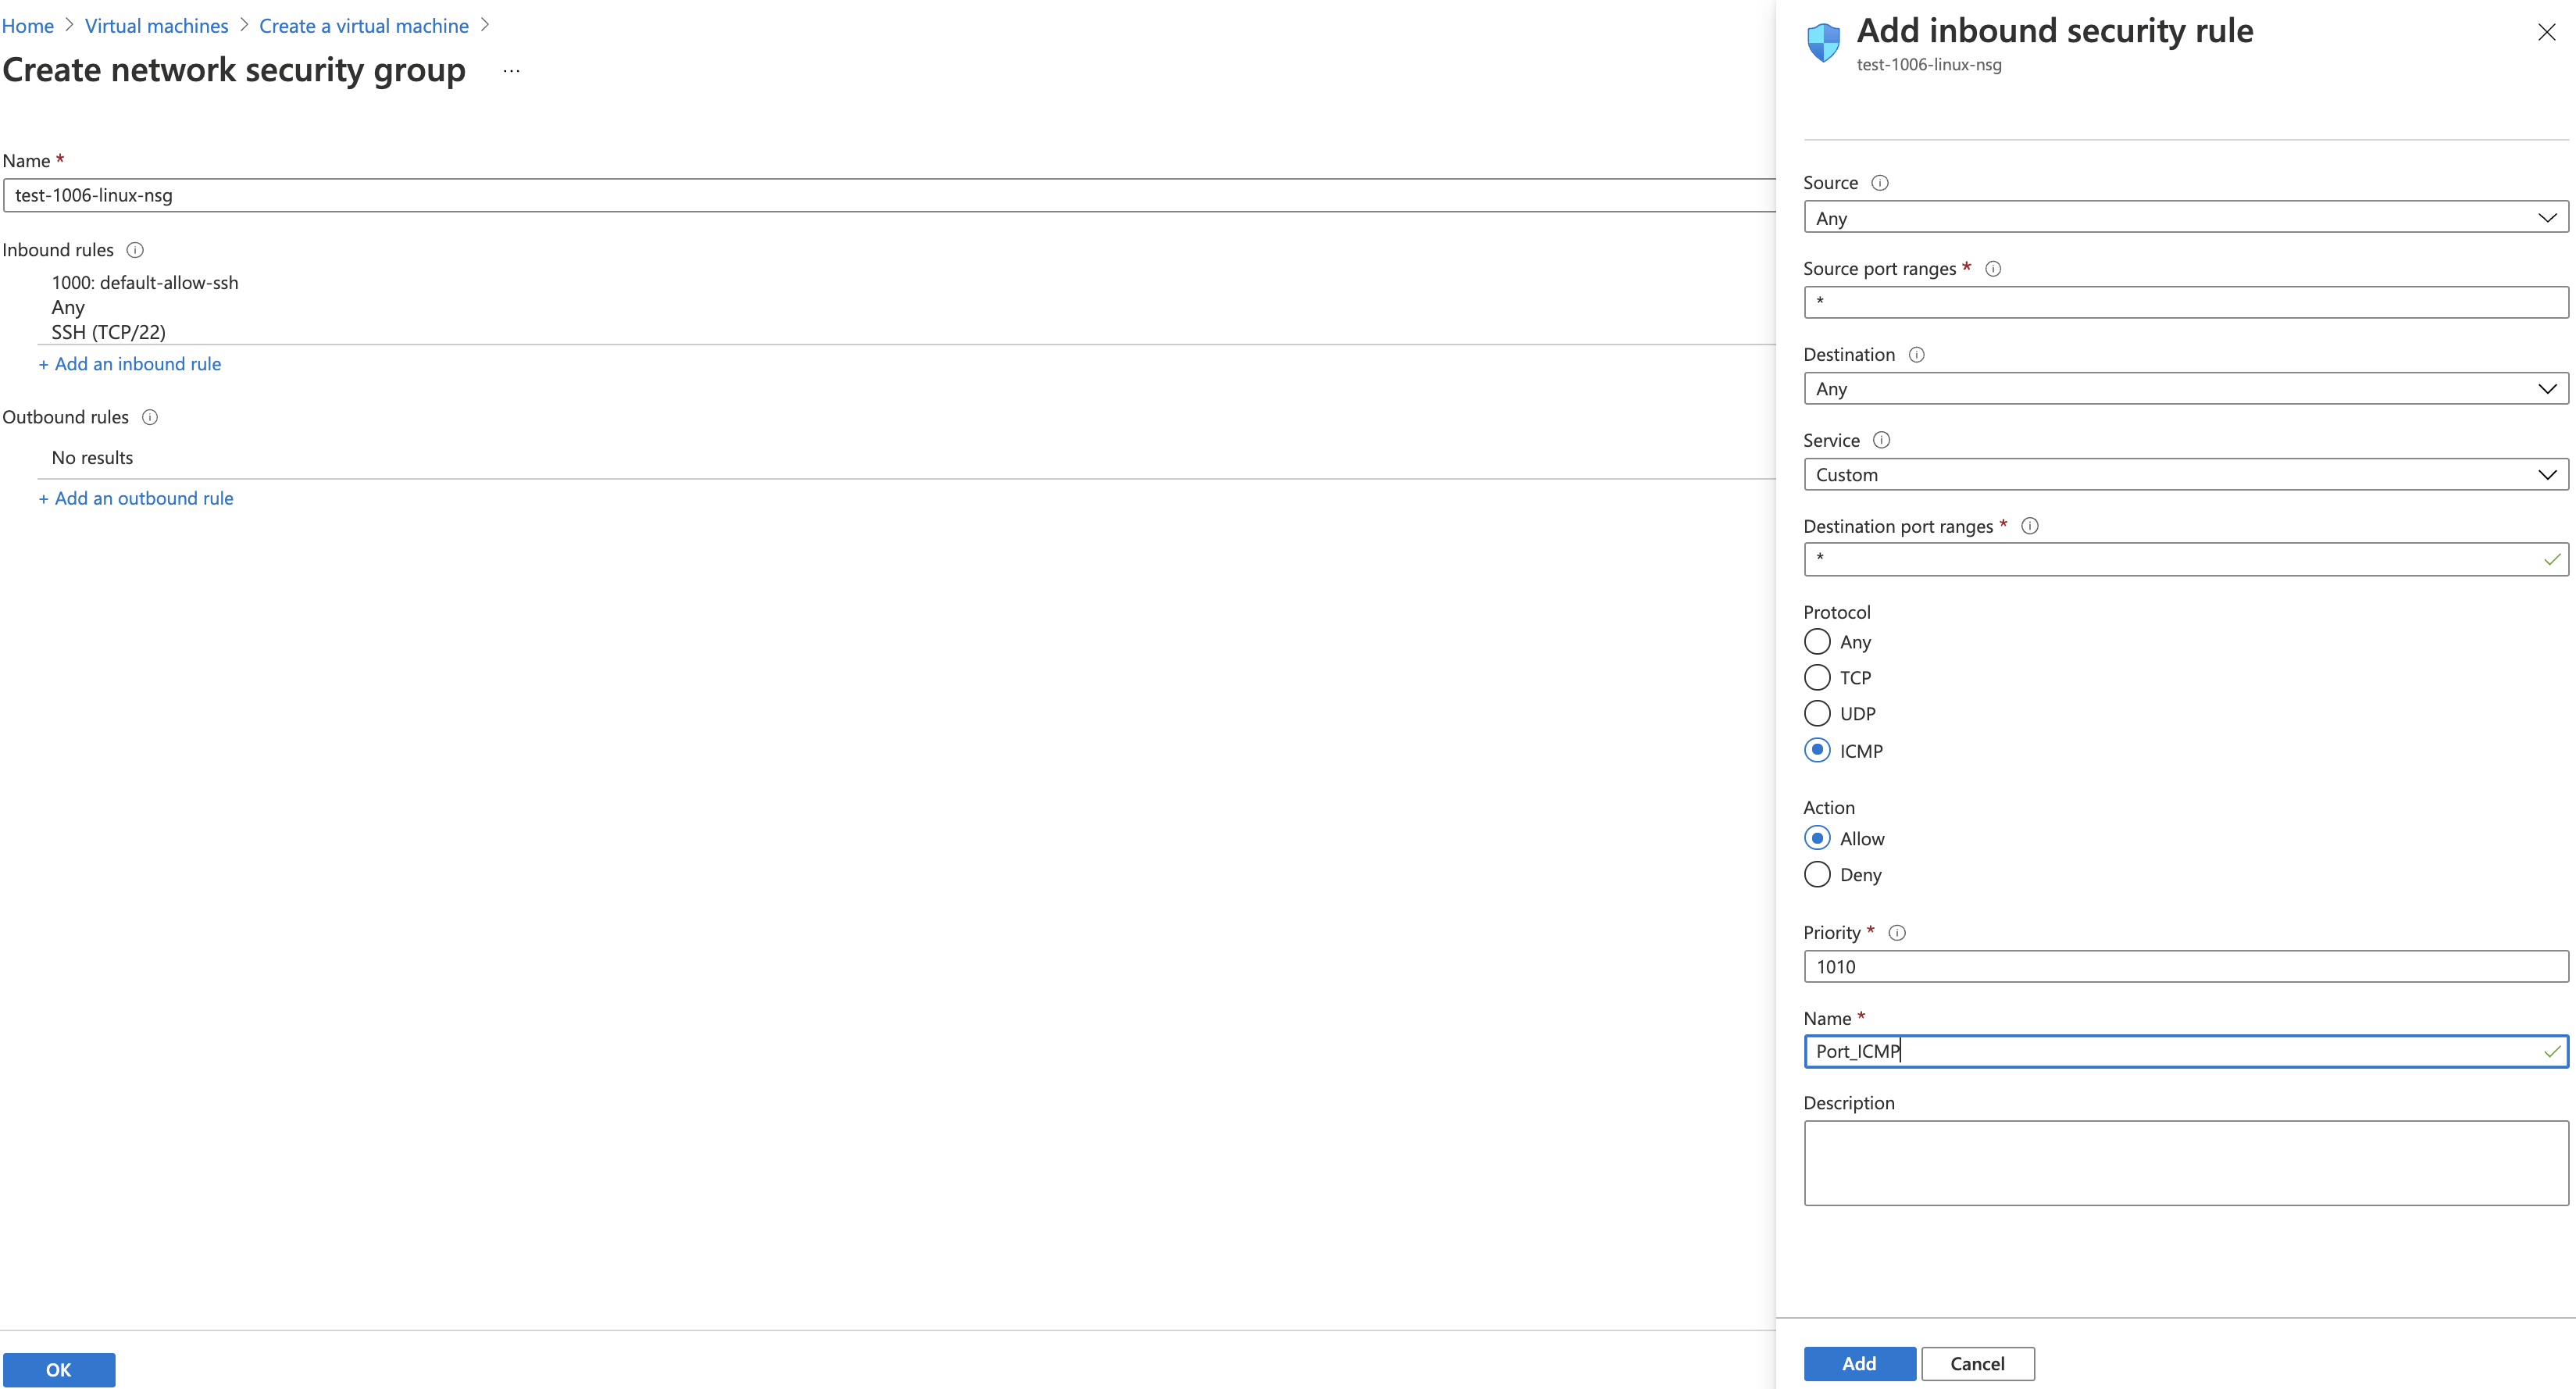 Home > Virtual machines > Create a virtual machine >
Create network security group ...
Name *
test-1006-linux-nsg
Inbound rules
1000: default-allow-ssh
Any
SSH (TCP/22)
+ Add an inbound rule
Outbound rules
No results
+ Add an outbound rule
OK
Add inbound security rule
test-1006-linux-nsg
Source
Any
Source port ranges *
*
Destination
Any
Service
Custom
Destination port ranges *
*
Protocol
Any
TCP
UDP
ICMP
Action
Allow
Deny
Priority *
1010
Name *
Port_ICMP
Description
Add Cancel